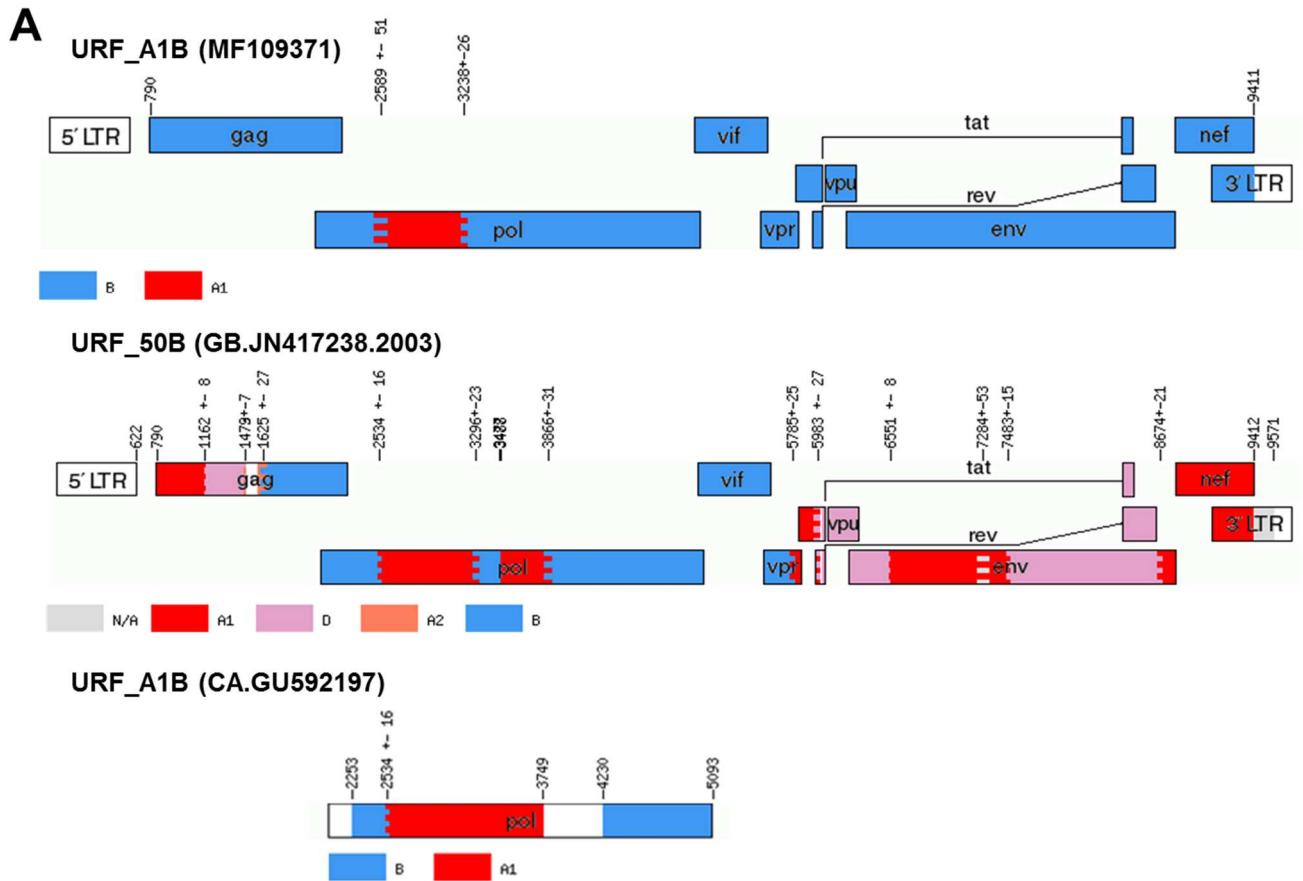 A
URF_A1B (MF109371)
790
2589 +- 51
3238+-26
9411
5' LTR
gag
vif
tat
nef
vpu
rev
3' LTR
pol
vpr
env
B
A1
URF_50B (GB.JN417238.2003)
622
790
1162 +- 8
1479+-7
1625 +- 27
2534 +- 16
3296+-23
3866+-31
5785+-25
5983 +- 27
6551 +- 8
7284+-53
7483+-15
8674+-21
9412
9571
5' LTR
gag
vif
tat
nef
vpu
rev
3' LTR
pol
vpr
env
N/A
A1
D
A2
B
URF_A1B (CA.GU592197)
2253
2534 +- 16
3749
4230
5093
pol
B
A1